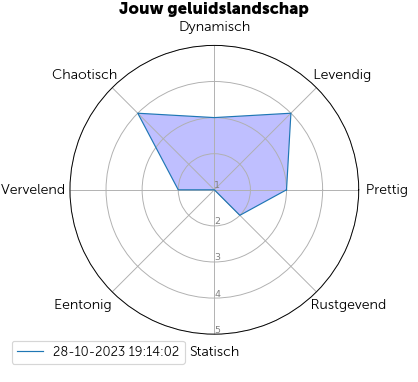 Jouw geluidslandschap
Dynamisch
Chaotisch
Levendig
Vervelend
1
Prettig
2
3
Eentonig
4
Rustgevend
5
28-10-2023 19:14:02
Statisch